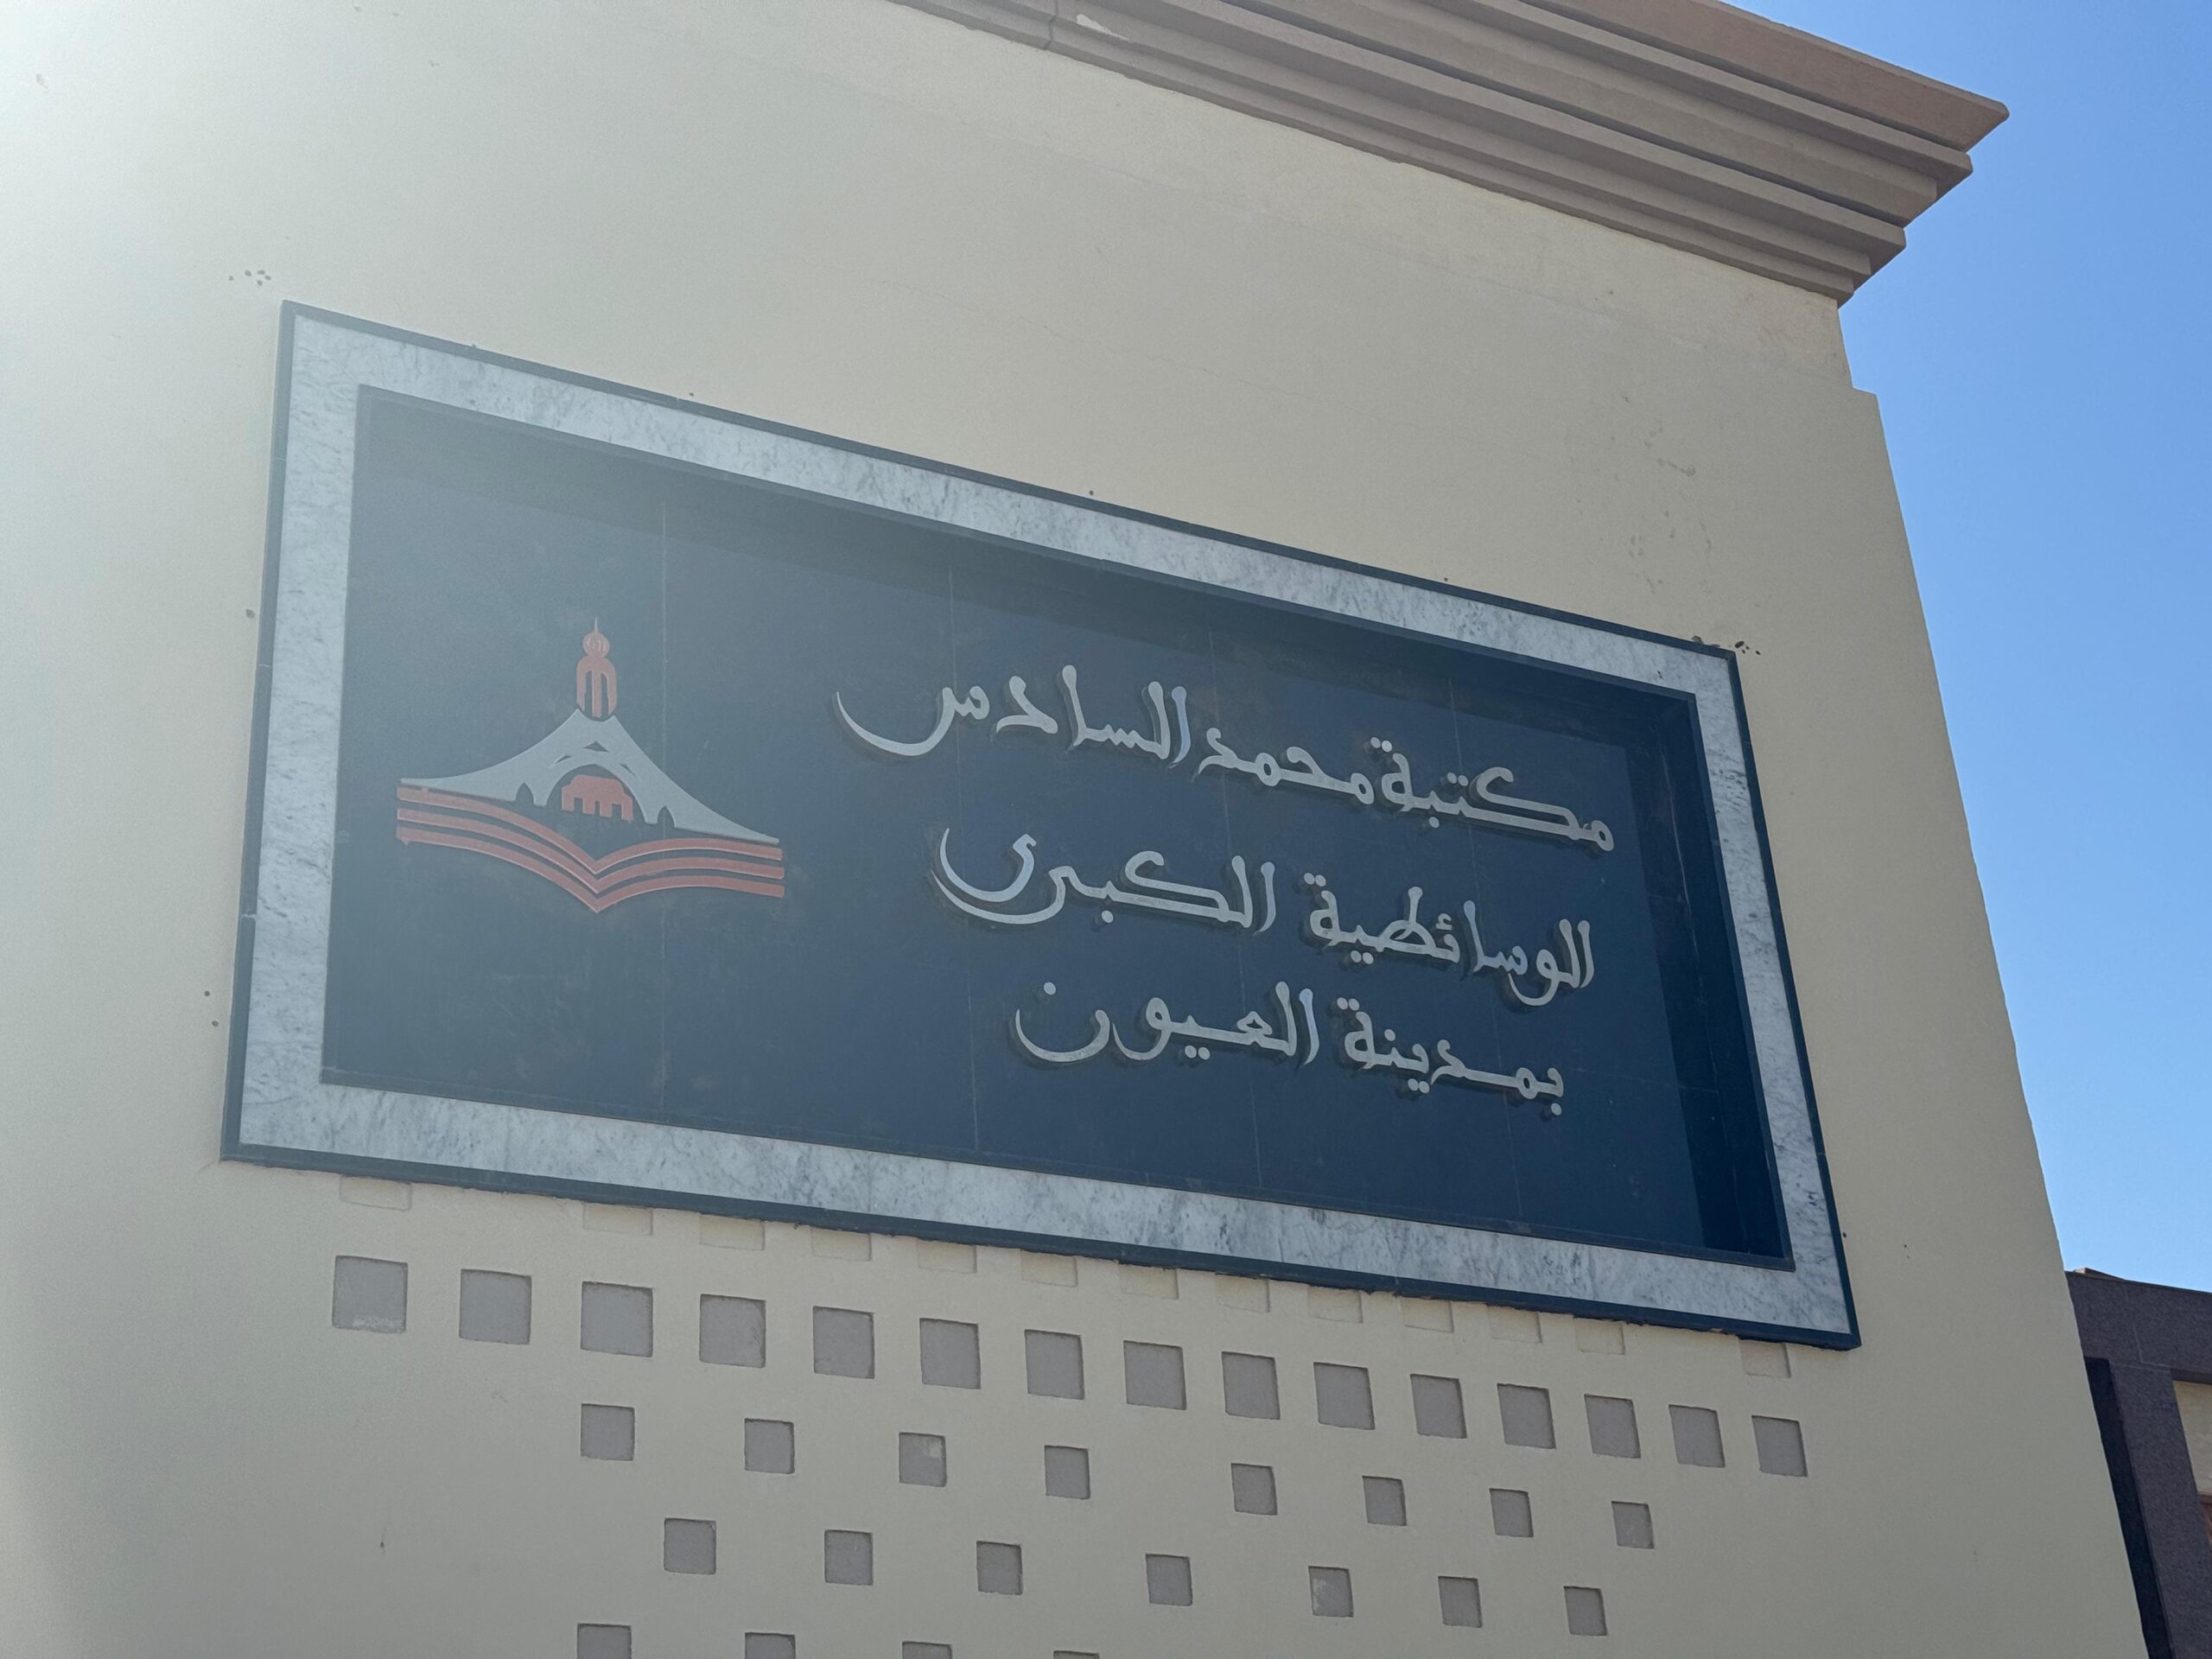 مكتبة محمد السادس
الوسائطية الكبرى
بمدينة العيون